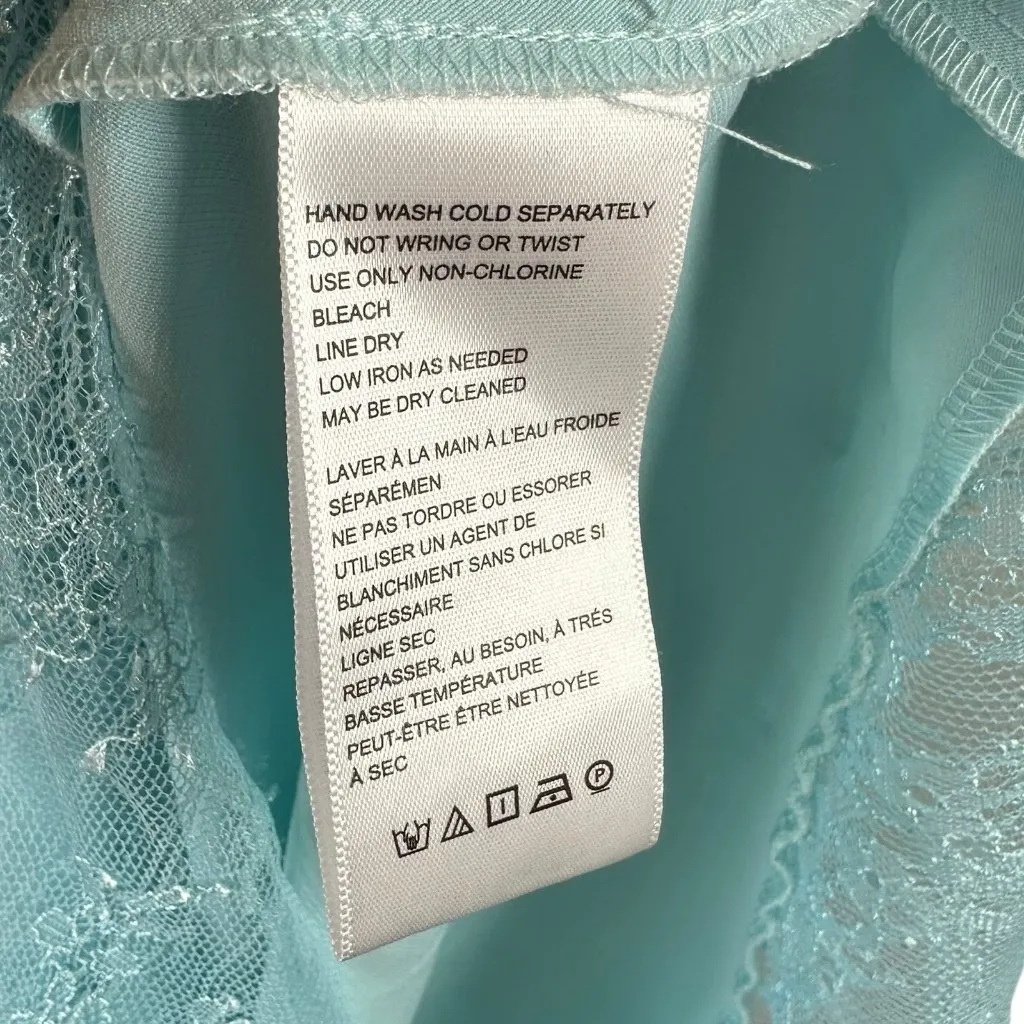 HAND WASH COLD SEPARATELY
DO NOT WRING OR TWIST
USE ONLY NON-CHLORINE
BLEACH
LINE DRY
LOW IRON AS NEEDED
MAY BE DRY CLEANED
LAVER À LA MAIN À L'EAU FROIDE
SÉPARÉMEN
NE PAS TORDRE OU ESSORER
UTILISER UN AGENT DE
BLANCHIMENT SANS CHLORE SI
NÉCESSAIRE
LIGNE SEC
REPASSER, AU BESOIN, À TRÉS
BASSE TEMPÉRATURE
PEUT-ÊTRE ÊTRE NETTOYÉE
À SEC
P